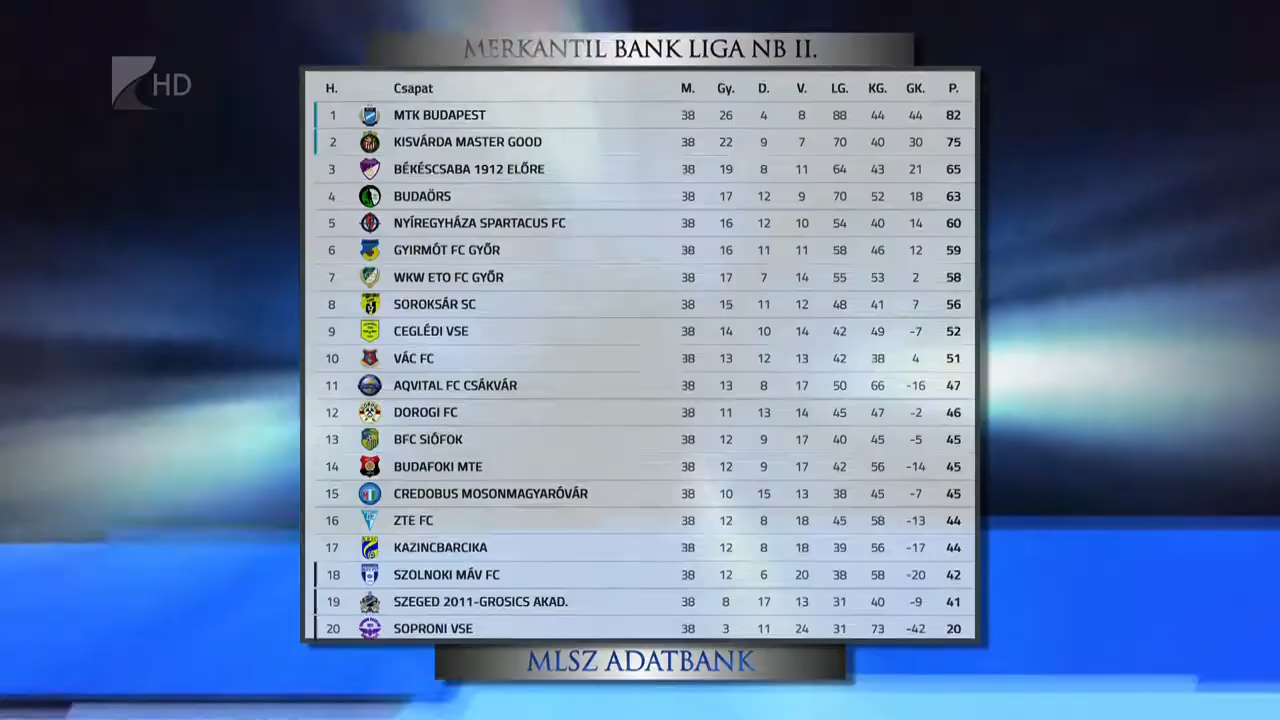 MERKANTIL BANK LIGA NB II.
HD
H. Csapat M. Gy. D. V. LG. KG. GK. P.
1 MTK BUDAPEST 38 26 4 8 88 44 44 82
2 KISVÁRDA MASTER GOOD 38 22 9 7 70 40 30 75
3 BÉKÉSCSABA 1912 ELŐRE 38 19 8 11 64 43 21 65
4 BUDAÖRS 38 17 12 9 70 52 18 63
5 NYÍREGYHÁZA SPARTACUS FC 38 16 12 10 54 40 14 60
6 GYIRMÓT FC GYŐR 38 16 11 11 58 46 12 59
7 WKW ETO FC GYŐR 38 17 7 14 55 53 2 58
8 SOROKSÁR SC 38 15 11 12 48 41 7 56
9 CEGLÉDI VSE 38 14 10 14 42 49 -7 52
10 VÁC FC 38 13 12 13 42 38 4 51
11 AQVITAL FC CSÁKVÁR 38 13 8 17 50 66 -16 47
12 DOROGI FC 38 11 13 14 45 47 -2 46
13 BFC SIÓFOK 38 12 9 17 40 45 -5 45
14 BUDAFOKI MTE 38 12 9 17 42 56 -14 45
15 CREDOBUS MOSONMAGYARÓVÁR 38 10 15 13 38 45 -7 45
16 ZTE FC 38 12 8 18 45 58 -13 44
17 KAZINCBARCIKA 38 12 8 18 39 56 -17 44
18 SZOLNOKI MÁV FC 38 12 6 20 38 58 -20 42
19 SZEGED 2011-GROSICS AKAD. 38 8 17 13 31 40 -9 41
20 SOPRONI VSE 38 3 11 24 31 73 -42 20
MLSZ ADATBANK